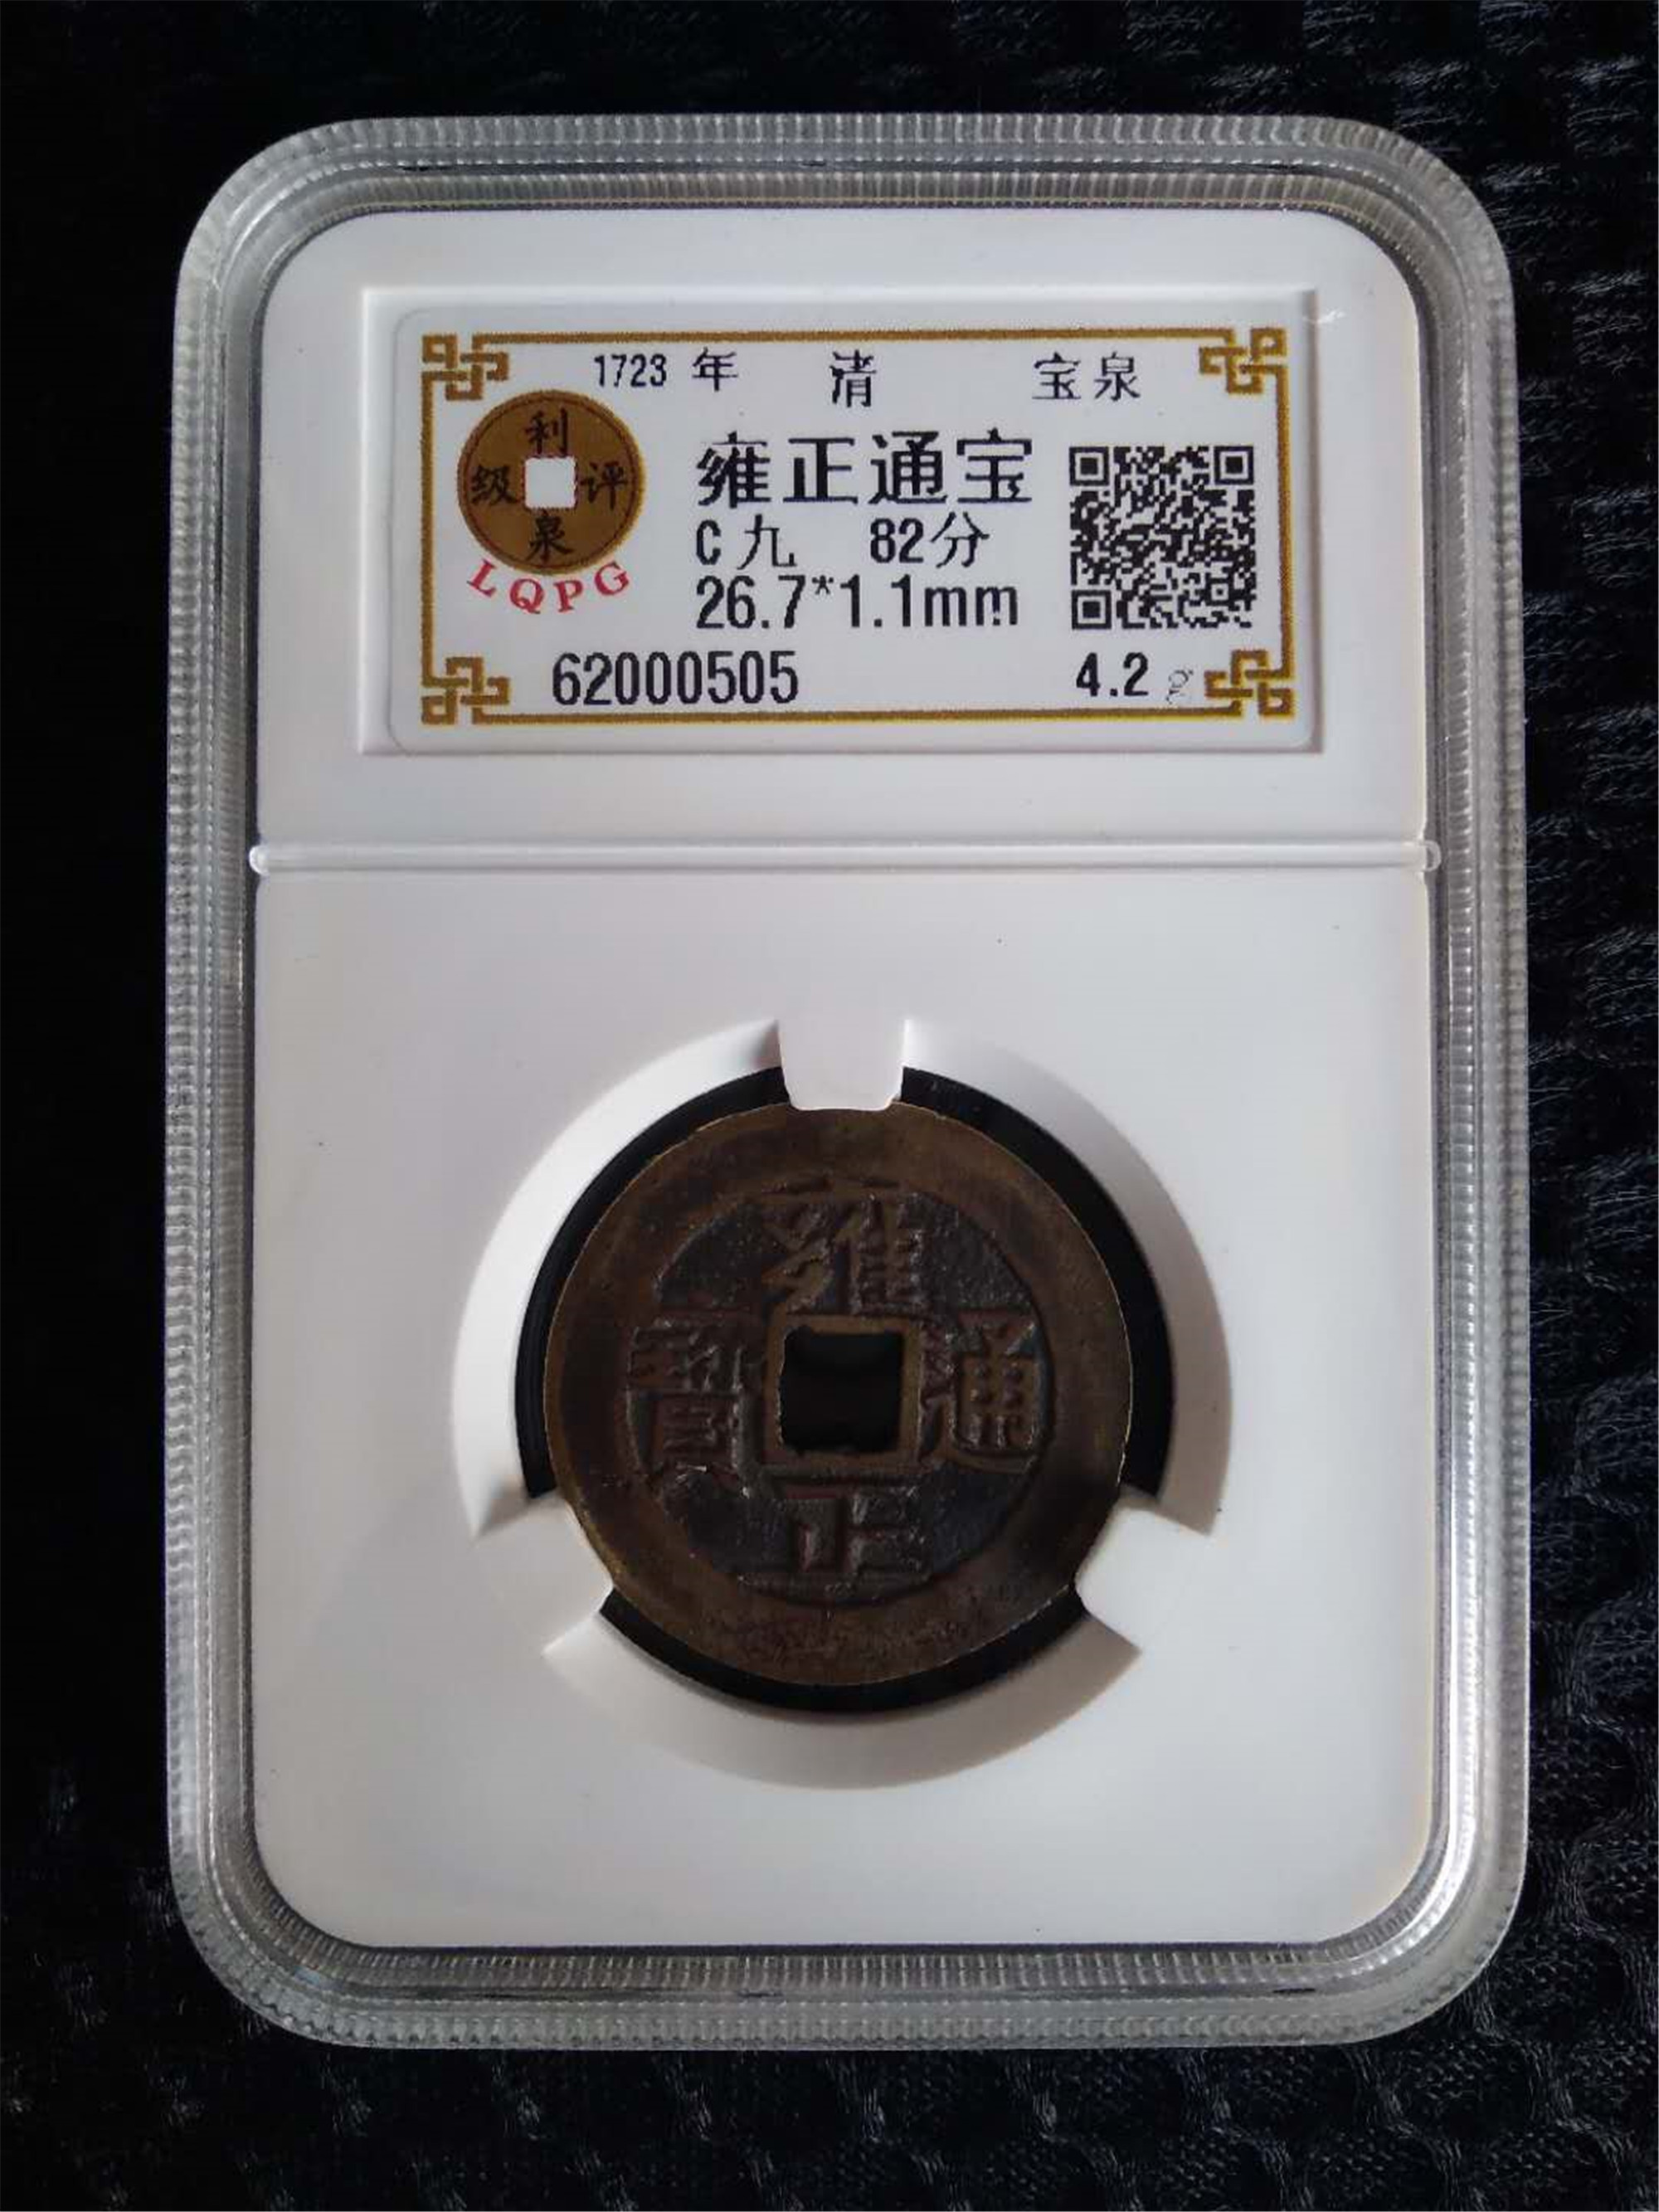 1723 年 清 宝泉
利泉评级
LQPG
雍正通宝
C 九 82分
26.7*1.1mm
62000505 4.2 g
雍正通寶